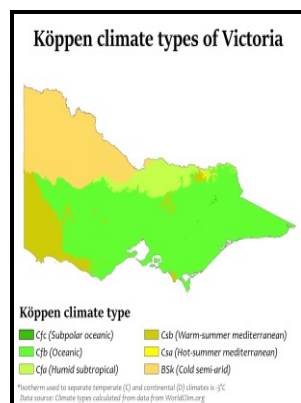 Köppen climate types of Victoria
Köppen climate type
Cfc (Subpolar oceanic)
Cfb (Oceanic)
Cfa (Humid subtropical)
Csb (Warm-summer mediterranean)
Csa (Hot-summer mediterranean)
BSk (Cold semi-arid)
*Isotherm used to separate temperate (C) and continental (D) climates is -3°C
Data source: Climate types calculated from data from WorldClim.org